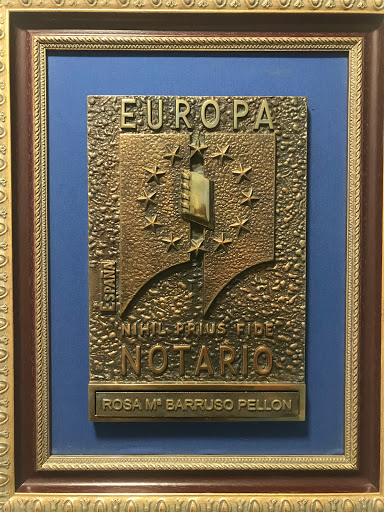 EUROPA
ESPAÑA
NIHIL PRIUS FIDE
NOTARIO
ROSA Mª BARRUSO PELLON